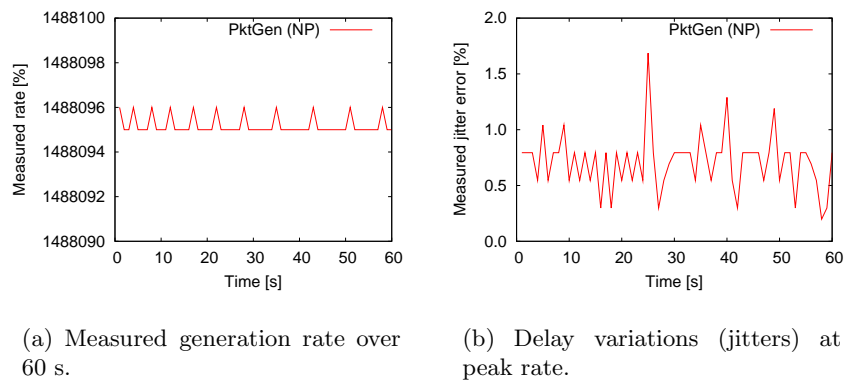 1488100
1488098
1488096
1488094
1488092
1488090
Measured rate [%]
PktGen (NP)
0 10 20 30 40 50 60
Time [s]
(a) Measured generation rate over
60 s.
2.0
1.5
1.0
0.5
0.0
Measured jitter error [%]
PktGen (NP)
0 10 20 30 40 50 60
Time [s]
(b) Delay variations (jitters) at
peak rate.